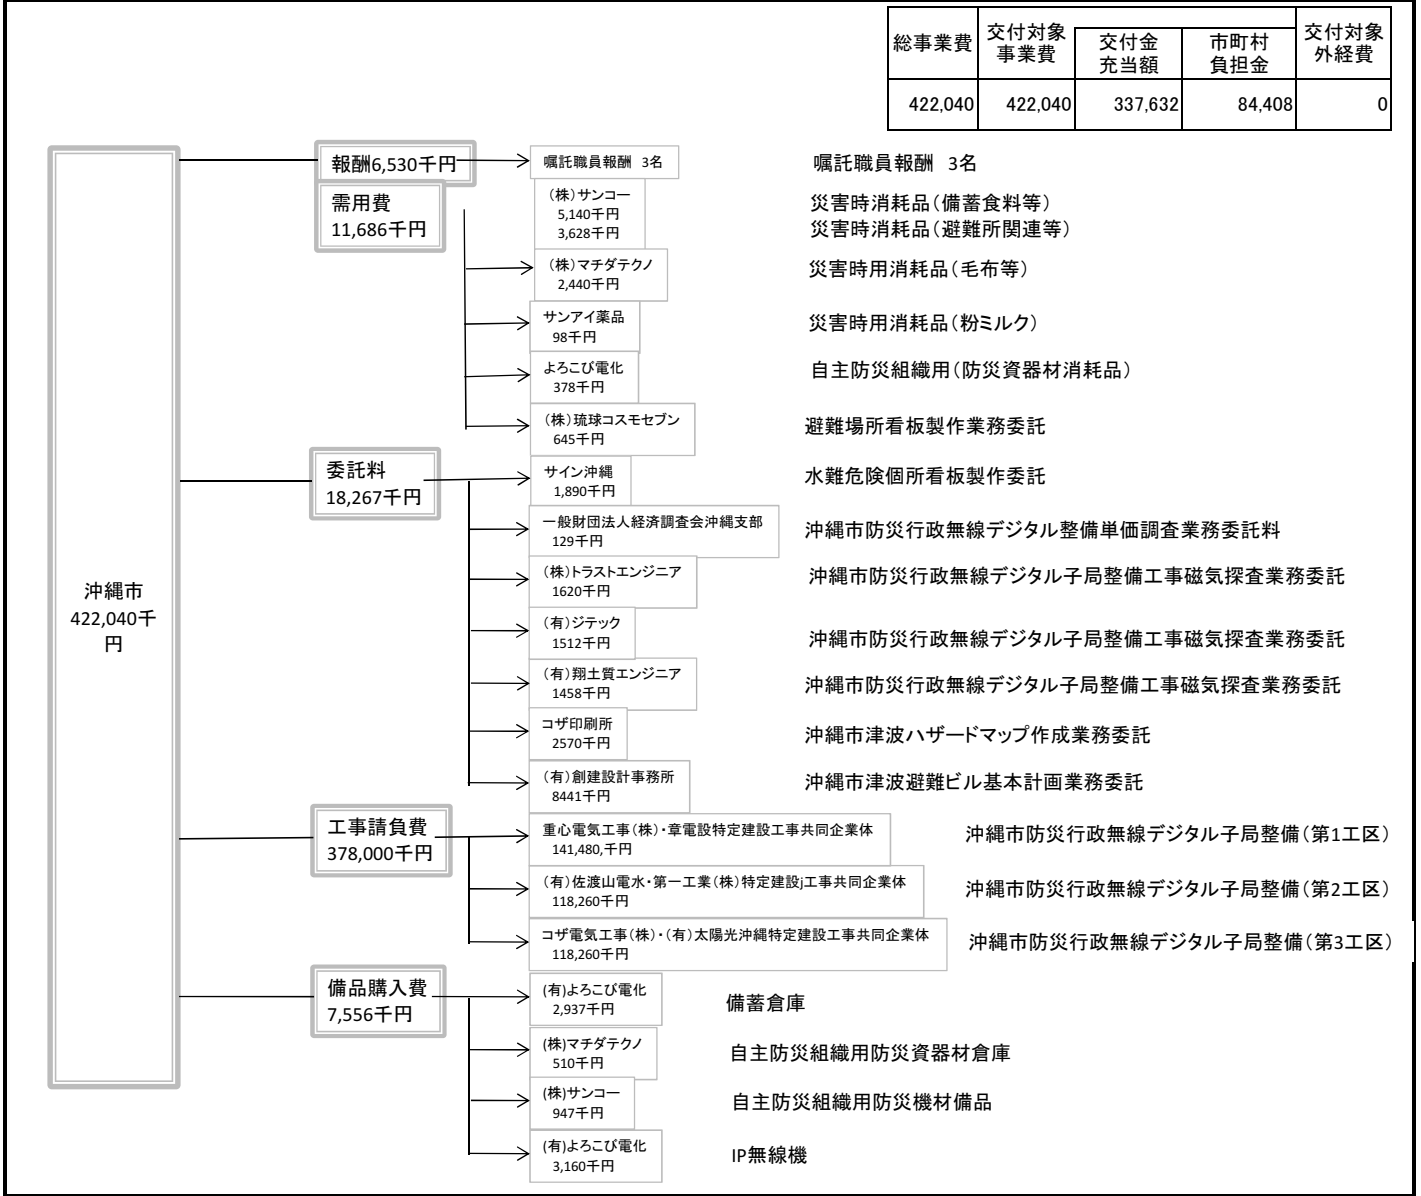 総事業費
交付対象
事業費
交付金
充当額
市町村
負担金
交付対象
外経費
422,040
422,040
337,632
84,408
0
沖縄市
422,040千
円
報酬6,530千円
嘱託職員報酬 3名
嘱託職員報酬 3名
需用費
11,686千円
(株)サンコー
5,140千円
3,628千円
災害時消耗品(備蓄食料等)
災害時消耗品(避難所関連等)
(株)マチダテクノ
2,440千円
災害時用消耗品(毛布等)
サンアイ薬品
98千円
災害時用消耗品(粉ミルク)
よろこび電化
378千円
自主防災組織用(防災資器材消耗品)
(株)琉球コスモセブン
645千円
避難場所看板製作業務委託
委託料
18,267千円
サイン沖縄
1,890千円
水難危険個所看板製作委託
一般財団法人経済調査会沖縄支部
129千円
沖縄市防災行政無線デジタル整備単価調査業務委託料
(株)トラストエンジニア
1620千円
沖縄市防災行政無線デジタル子局整備工事磁気探査業務委託
(有)ジテック
1512千円
沖縄市防災行政無線デジタル子局整備工事磁気探査業務委託
(有)翔土質エンジニア
1458千円
沖縄市防災行政無線デジタル子局整備工事磁気探査業務委託
コザ印刷所
2570千円
沖縄市津波ハザードマップ作成業務委託
(有)創建設計事務所
8441千円
沖縄市津波避難ビル基本計画業務委託
工事請負費
378,000千円
重心電気工事(株)・章電設特定建設工事共同企業体
141,480,千円
沖縄市防災行政無線デジタル子局整備(第1工区)
(有)佐渡山電水・第一工業(株)特定建設j工事共同企業体
118,260千円
沖縄市防災行政無線デジタル子局整備(第2工区)
コザ電気工事(株)・(有)太陽光沖縄特定建設工事共同企業体
118,260千円
沖縄市防災行政無線デジタル子局整備(第3工区)
備品購入費
7,556千円
(有)よろこび電化
2,937千円
備蓄倉庫
(株)マチダテクノ
510千円
自主防災組織用防災資器材倉庫
(株)サンコー
947千円
自主防災組織用防災機材備品
(有)よろこび電化
3,160千円
IP無線機